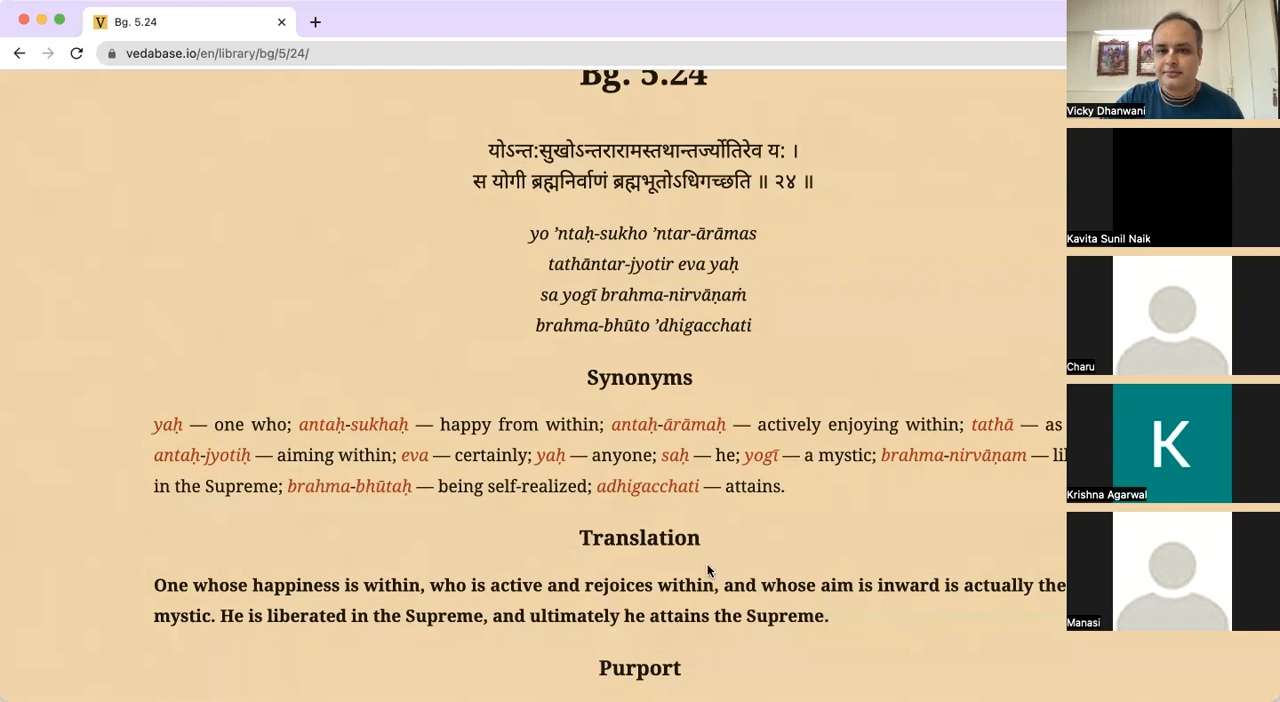 Bg. 5.24
vedabase.io/en/library/bg/5/24/
Bg. 5.24
योऽन्त:सुखोऽन्तरारामस्तथान्तर्ज्योतिरेव य: ।
स योगी ब्रह्मनिर्वाणं ब्रह्मभूतोऽधिगच्छति ॥ २४ ॥
yo ’ntaḥ-sukho ’ntar-ārāmas
tathāntar-jyotir eva yaḥ
sa yogī brahma-nirvāṇaṁ
brahma-bhūto ’dhigacchati
Synonyms
yaḥ — one who; antaḥ-sukhaḥ — happy from within; antaḥ-ārāmaḥ — actively enjoying within; tathā — as
antaḥ-jyotiḥ — aiming within; eva — certainly; yaḥ — anyone; saḥ — he; yogī — a mystic; brahma-nirvāṇam —
in the Supreme; brahma-bhūtaḥ — being self-realized; adhigacchati — attains.
Translation
One whose happiness is within, who is active and rejoices within, and whose aim is inward is actually the
mystic. He is liberated in the Supreme, and ultimately he attains the Supreme.
Purport
Vicky Dhanwani
Kavita Sunil Naik
Charu
K
Krishna Agarwal
Manasi